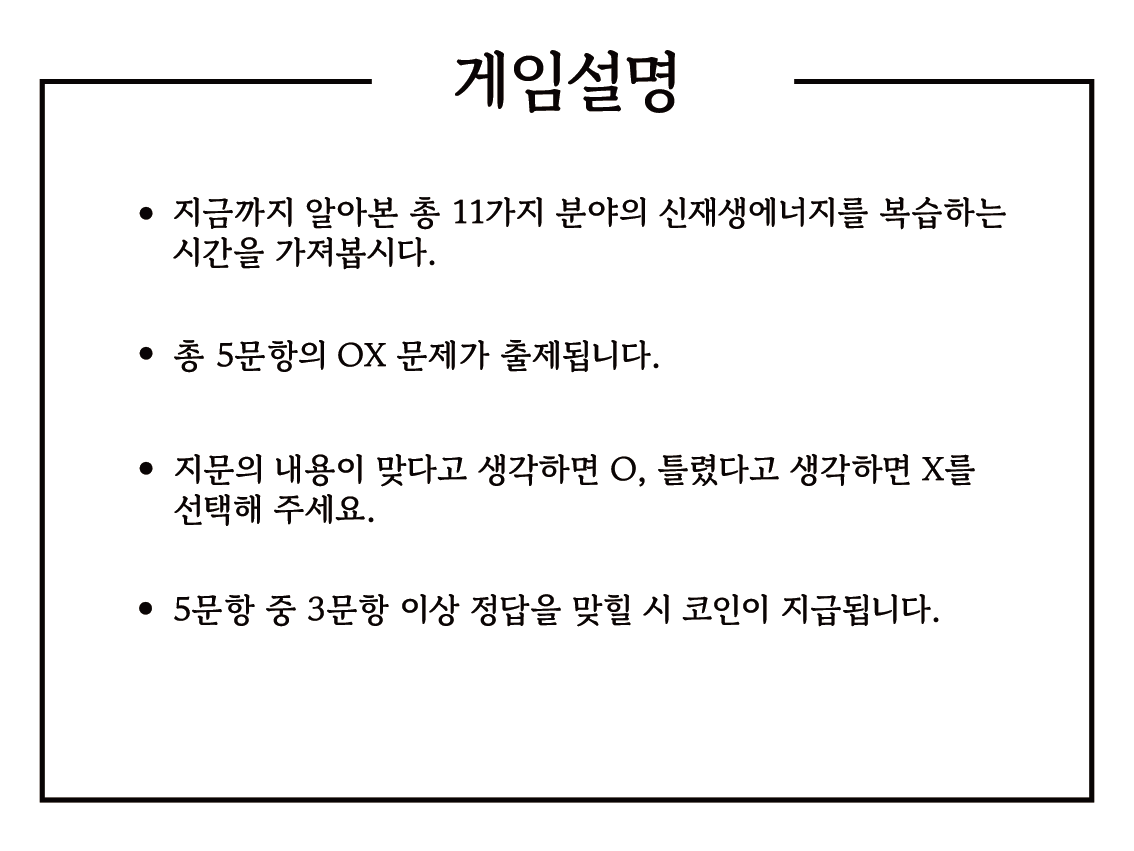 게임설명
• 지금까지 알아본 총 11가지 분야의 신재생에너지를 복습하는
시간을 가져봅시다.
• 총 5문항의 OX 문제가 출제됩니다.
• 지문의 내용이 맞다고 생각하면 O, 틀렸다고 생각하면 X를
선택해 주세요.
• 5문항 중 3문항 이상 정답을 맞힐 시 코인이 지급됩니다.